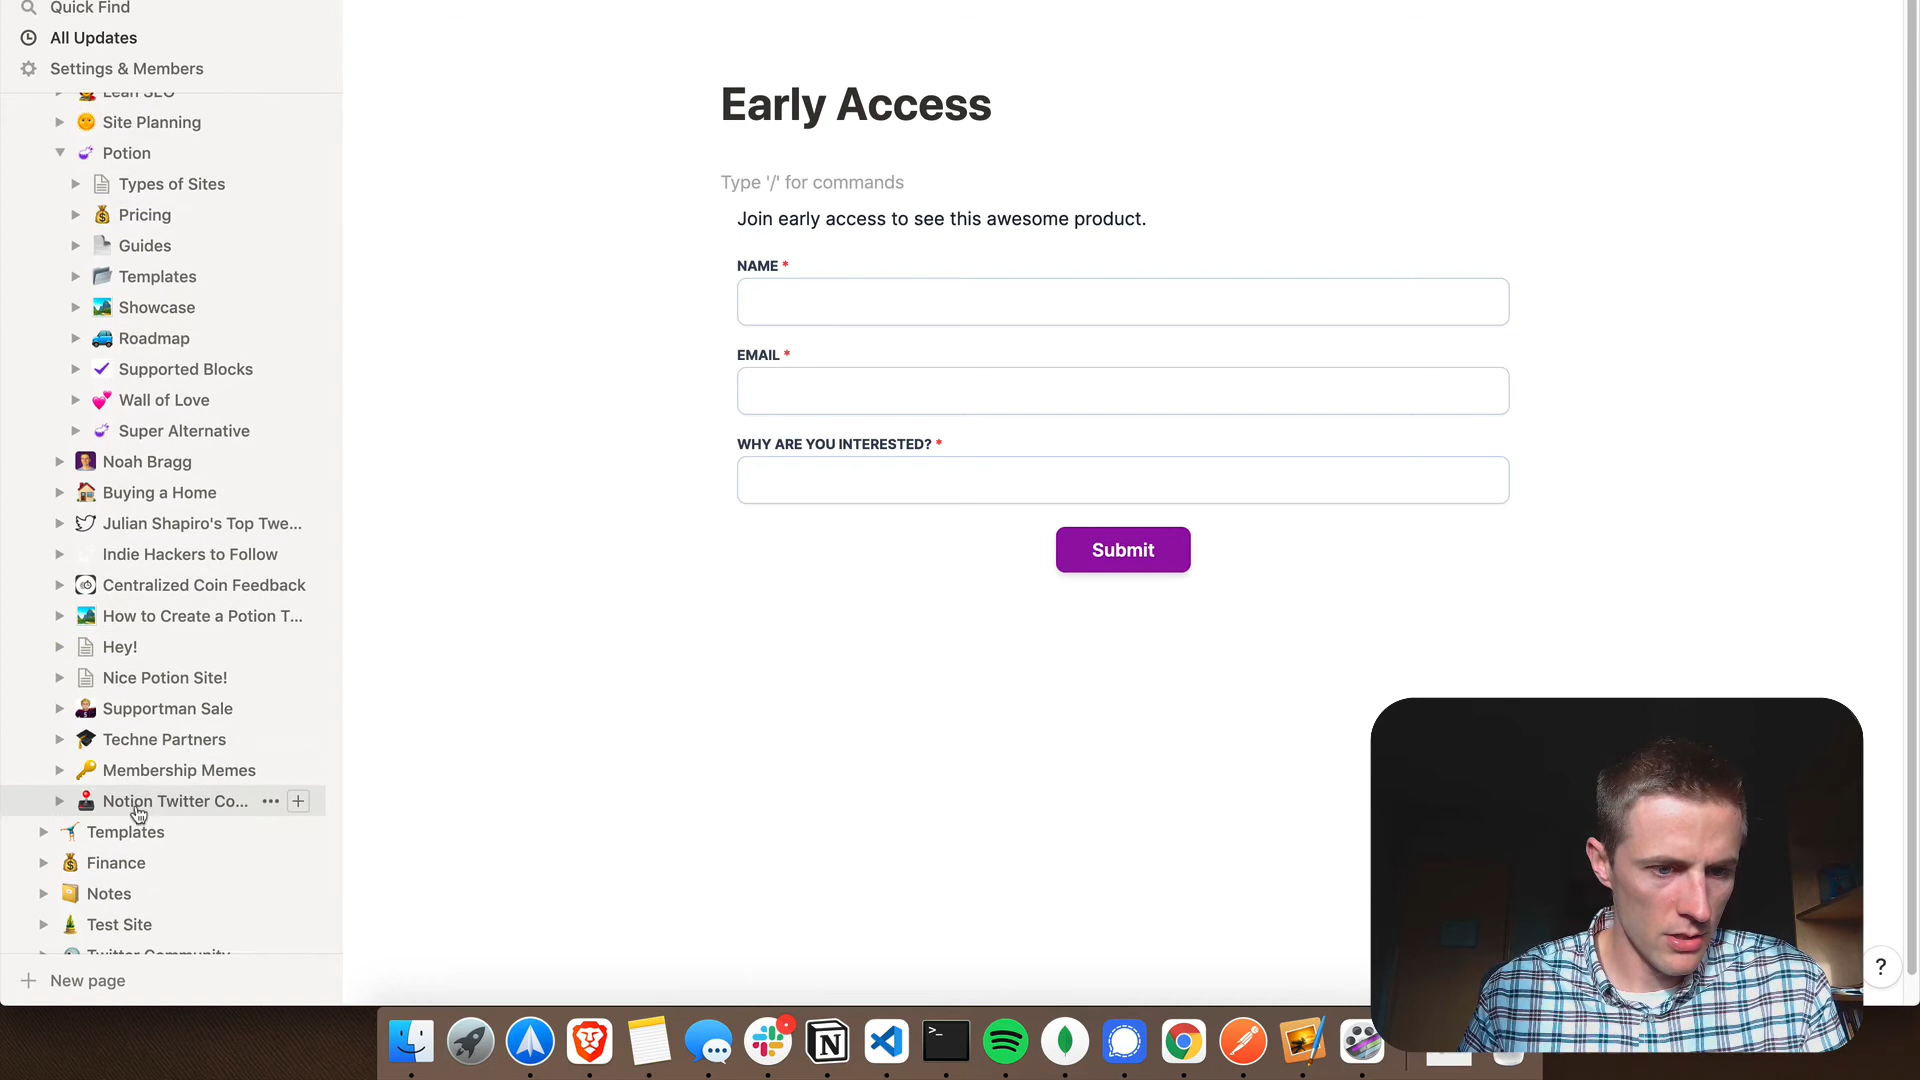 Quick Find
All Updates
Settings & Members
Lean SEO
Site Planning
Potion
Types of Sites
Pricing
Guides
Templates
Showcase
Roadmap
Supported Blocks
Wall of Love
Super Alternative
Noah Bragg
Buying a Home
Julian Shapiro's Top Twe...
Indie Hackers to Follow
Centralized Coin Feedback
How to Create a Potion T...
Hey!
Nice Potion Site!
Supportman Sale
Techne Partners
Membership Memes
Notion Twitter Co...
Templates
Finance
Notes
Test Site
Twitter Community
New page
Early Access
Type '/' for commands
Join early access to see this awesome product.
NAME *
EMAIL *
WHY ARE YOU INTERESTED? *
Submit
?